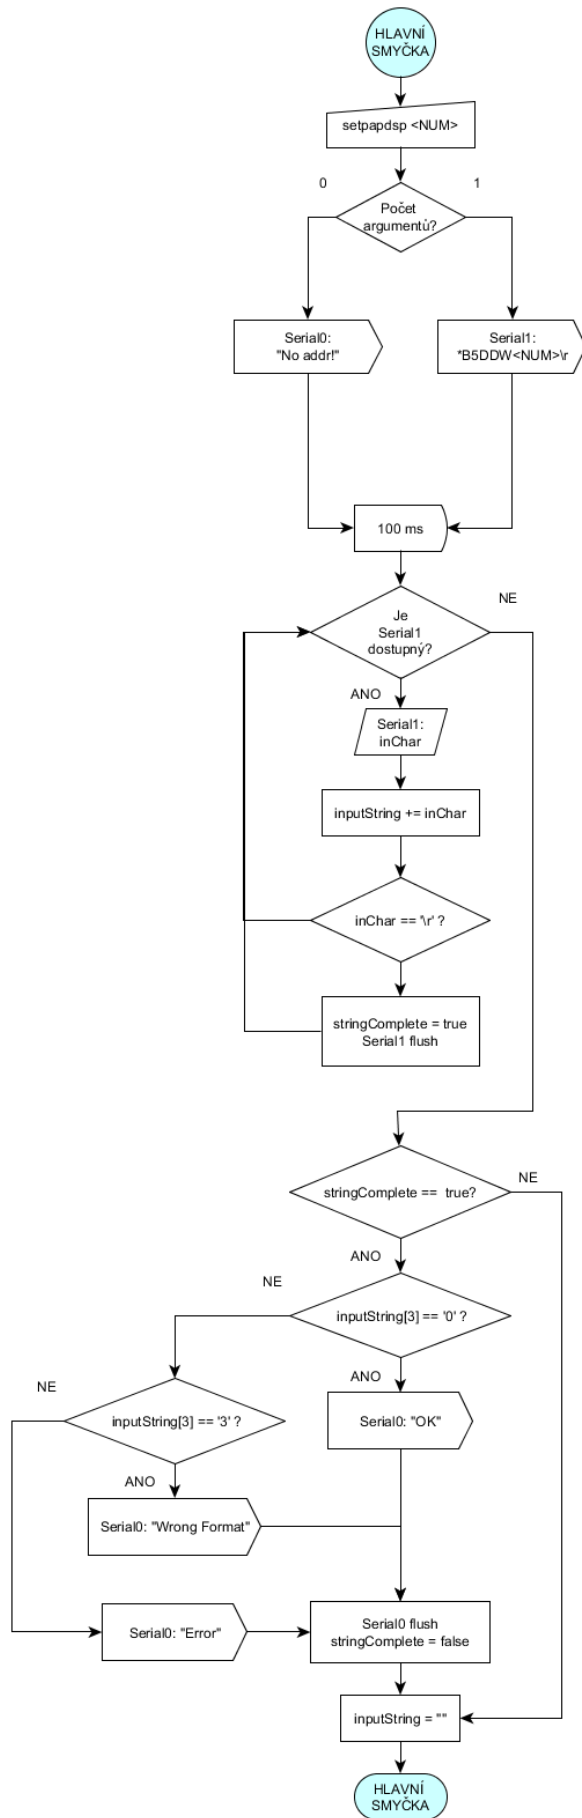 HLAVNÍ
SMYČKA
setpapdsp <NUM>
0
1
Počet
argumentů?
Serial0:
"No addr!"
Serial1:
*B5DDW<NUM>\r
100 ms
NE
Je
Serial1
dostupný?
ANO
Serial1:
inChar
inputString += inChar
inChar == '\r' ?
stringComplete = true
Serial1 flush
stringComplete == true?
NE
ANO
NE
inputString[3] == '0' ?
ANO
NE
inputString[3] == '3' ?
Serial0: "OK"
ANO
Serial0: "Wrong Format"
Serial0: "Error"
Serial0 flush
stringComplete = false
inputString = ""
HLAVNÍ
SMYČKA